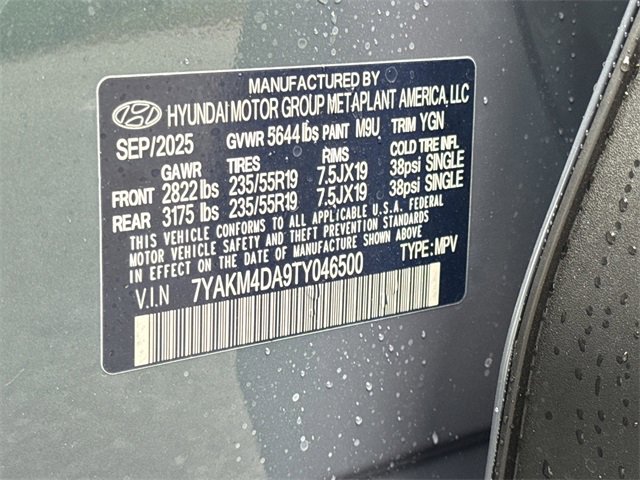 MANUFACTURED BY
HYUNDAI MOTOR GROUP METAPLANT AMERICA, LLC
SEP/2025 GVWR 5644 lbs PAINT M9U TRIM YGN
GAWR TIRES RIMS COLD TIRE INFL
FRONT 2822 lbs 235/55R19 7.5JX19 38psi SINGLE
REAR 3175 lbs 235/55R19 7.5JX19 38psi SINGLE
THIS VEHICLE CONFORMS TO ALL APPLICABLE U.S.A. FEDERAL
MOTOR VEHICLE SAFETY AND THEFT PREVENTION STANDARDS
IN EFFECT ON THE DATE OF MANUFACTURE SHOWN ABOVE.
V.I.N 7YAKM4DA9TY046500 TYPE: MPV